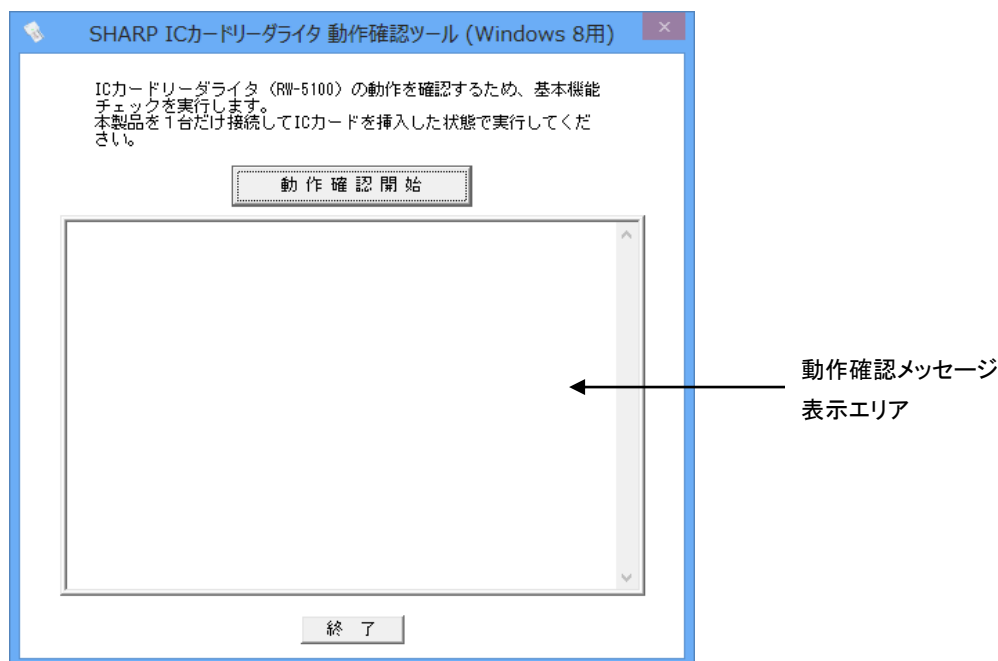 SHARP ICカードリーダライタ 動作確認ツール (Windows 8用)
ICカードリーダライタ（RW-5100）の動作を確認するため、基本機能
チェックを実行します。
本製品を１台だけ接続してICカードを挿入した状態で実行してくだ
さい。
動作確認開始
動作確認メッセージ
表示エリア
終 了